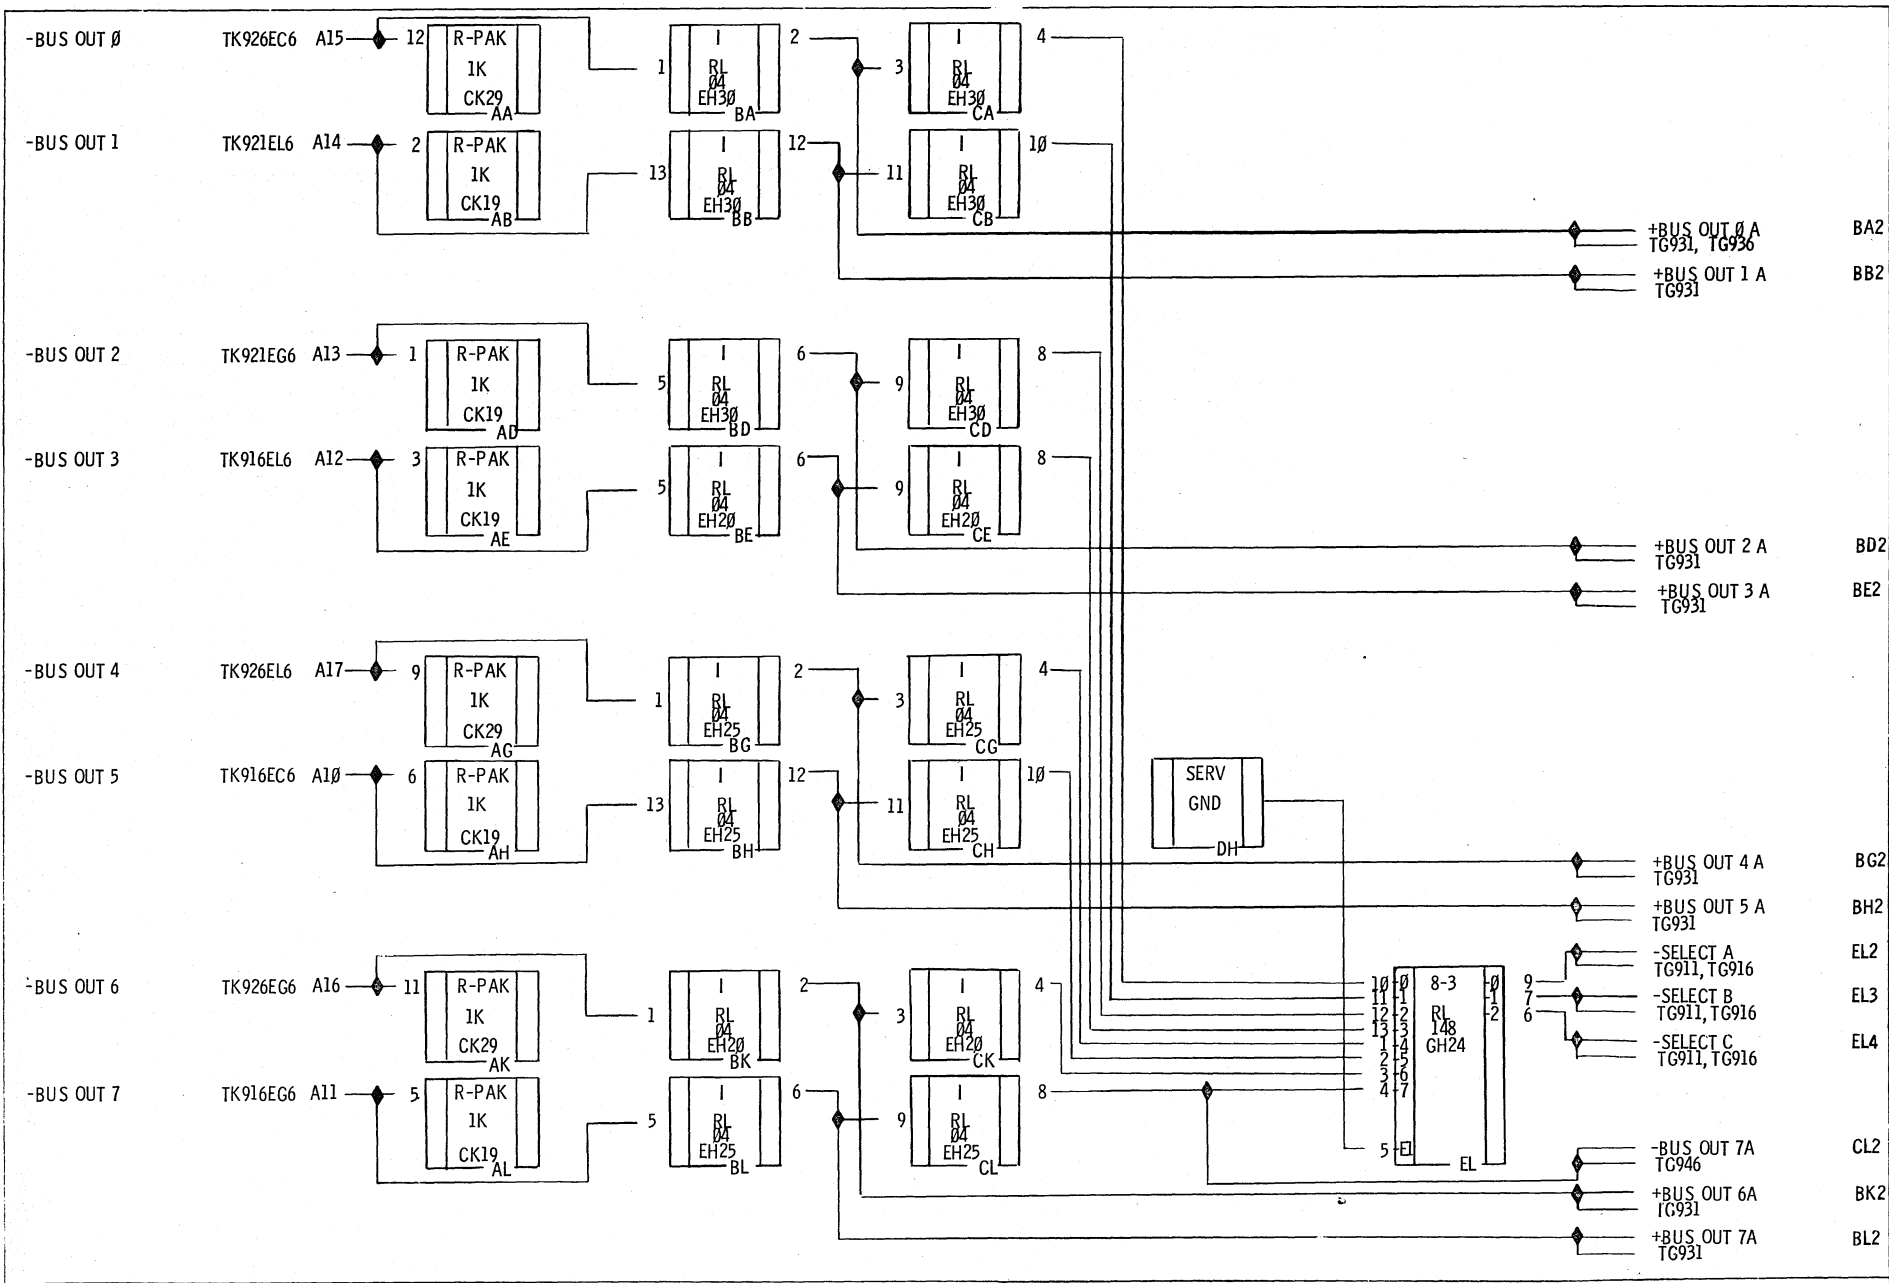 -BUS OUT Ø TK926EC6 A15 12 R-PAK I 2 I 4
1K 1 RL 3 RL
04 04
CK29 EH3Ø EH3Ø
AA BA CA
-BUS OUT 1 TK921EL6 A14 2 R-PAK I 12 I 1Ø
1K 13 RL 11 RL
Ø4 Ø4
CK19 EH3Ø EH3Ø
AB BB CB
+BUS OUT Ø A BA2
TG931, TG936
+BUS OUT 1 A BB2
TG931
-BUS OUT 2 TK921EG6 A13 1 R-PAK I 6 I 8
1K 5 RL 9 RL
Ø4 Ø4
CK19 EH3Ø EH3Ø
AD BD CD
-BUS OUT 3 TK916EL6 A12 3 R-PAK I 6 I 8
1K 5 RL 9 RL
Ø4 Ø4
CK19 EH2Ø EH2Ø
AE BE CE
+BUS OUT 2 A BD2
TG931
+BUS OUT 3 A BE2
TG931
-BUS OUT 4 TK926EL6 A17 9 R-PAK I 2 I 4
1K 1 RL 3 RL
Ø4 Ø4
CK29 EH25 EH25
AG BG CG
-BUS OUT 5 TK916EC6 A1Ø 6 R-PAK I 12 I 1Ø SERV
1K 13 RL 11 RL GND
Ø4 Ø4
CK19 EH25 EH25
AH BH CH DH
+BUS OUT 4 A BG2
TG931
+BUS OUT 5 A BH2
TG931
-SELECT A EL2
TG911, TG916
-BUS OUT 6 TK926EG6 A16 11 R-PAK I 2 I 4 10 Ø 8-3 Ø 9
11 1 1 7 -SELECT B EL3
TG911, TG916
1K 1 RL 3 RL 12 2 RL 2 6
Ø4 Ø4 13 3 148
CK29 EH2Ø EH2Ø 1 4 GH24 -SELECT C EL4
TG911, TG916
AK BK CK 2 5
3 6
-BUS OUT 7 TK916EG6 A11 5 R-PAK I 6 I 8 4 7
1K 5 RL 9 RL
Ø4 Ø4
CK19 EH25 EH25 5 EI
AL BL CL EL
-BUS OUT 7A CL2
TG946
+BUS OUT 6A BK2
TG931
+BUS OUT 7A BL2
TG931